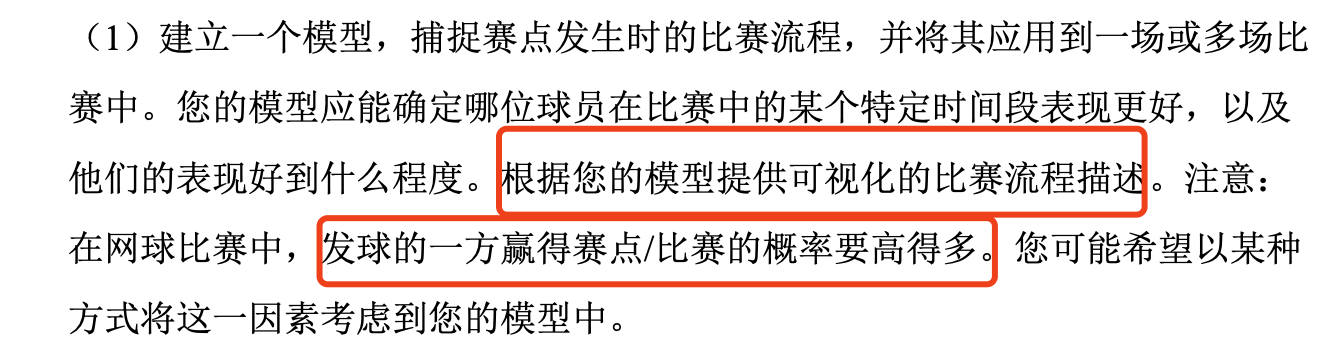 （1）建立一个模型，捕捉赛点发生时的比赛流程，并将其应用到一场或多场比
赛中。您的模型应能确定哪位球员在比赛中的某个特定时间段表现更好，以及
他们的表现好到什么程度。根据您的模型提供可视化的比赛流程描述。注意：
在网球比赛中，发球的一方赢得赛点/比赛的概率要高得多。您可能希望以某种
方式将这一因素考虑到您的模型中。